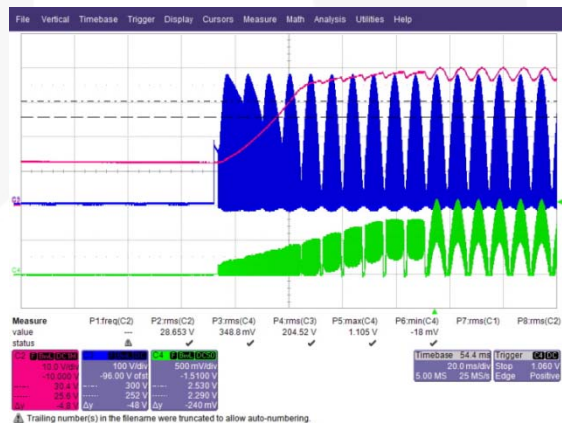 File Vertical Timebase Trigger Display Cursors Measure Math Analysis Utilities Help
C4
Measure P1:freq(C2) P2:rms(C2) P3:rms(C4) P4:rms(C3) P5:max(C4) P6:min(C4) P7:rms(C1) P8:rms(C2)
value --- 28.653 V 348.8 mV 204.52 V 1.105 V -18 mV
status
C2 C4 DC50
10.0 V/div 100 V/div 500 mV/div
-10.000 V -96.00 V ofst -1.5100 V
30.4 V 300 V 2.530 V
25.6 V 252 V 2.290 V
Δy -4.8 V Δy -48 V Δy -240 mV
Timebase 54.4 ms Trigger C4 DC
20.0 ms/div Stop 1.060 V
5.00 MS 25 MS/s Edge Positive
Trailing number(s) in the filename were truncated to allow auto-numbering.